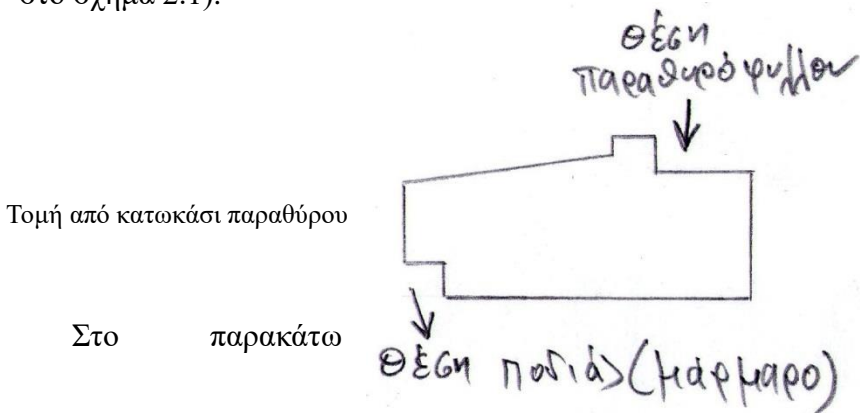 στο σχήμα 2.1).
θέση
παραθυρόφυλλου
Τομή από κατωκάσι παραθύρου
Στο παρακάτω
θέση ποδιάς (μάρμαρο)